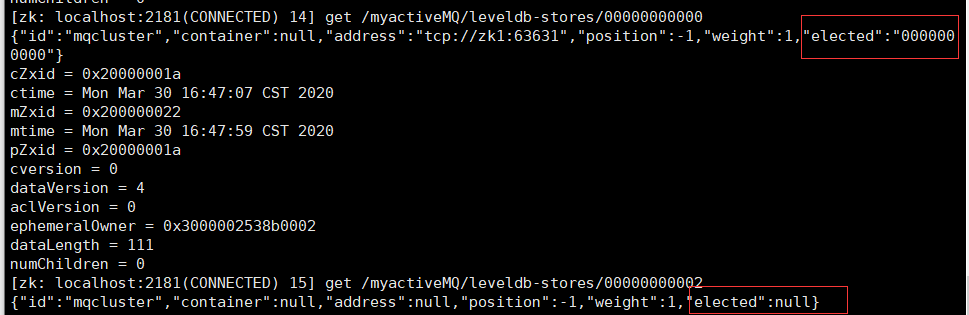 numChildren = 0
[zk: localhost:2181(CONNECTED) 14] get /myactiveMQ/leveldb-stores/00000000000
{"id":"mqcluster","container":null,"address":"tcp://zk1:63631","position":-1,"weight":1,"elected":"000000
0000"}
cZxid = 0x20000001a
ctime = Mon Mar 30 16:47:07 CST 2020
mZxid = 0x200000022
mtime = Mon Mar 30 16:47:59 CST 2020
pZxid = 0x20000001a
cversion = 0
dataVersion = 4
aclVersion = 0
ephemeralOwner = 0x3000002538b0002
dataLength = 111
numChildren = 0
[zk: localhost:2181(CONNECTED) 15] get /myactiveMQ/leveldb-stores/00000000002
{"id":"mqcluster","container":null,"address":null,"position":-1,"weight":1,"elected":null}